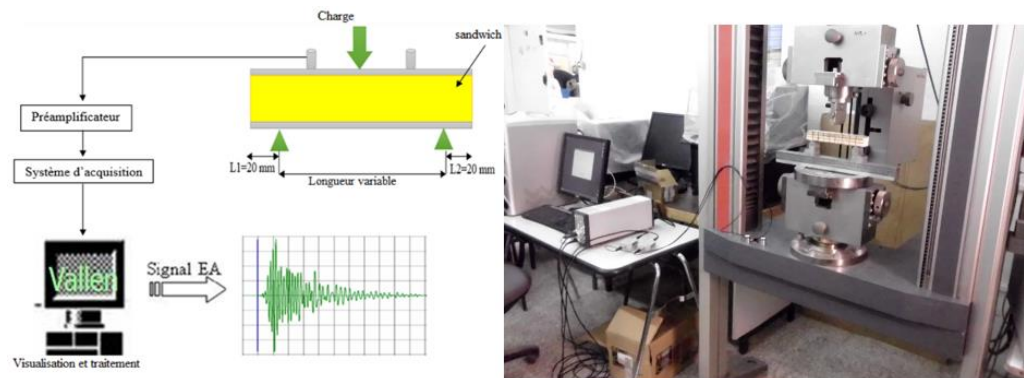 Charge
sandwich
Préamplificateur
L1=20 mm
L2=20 mm
Longueur variable
Système d'acquisition
Vallen
Signal EA
Visualisation et traitement